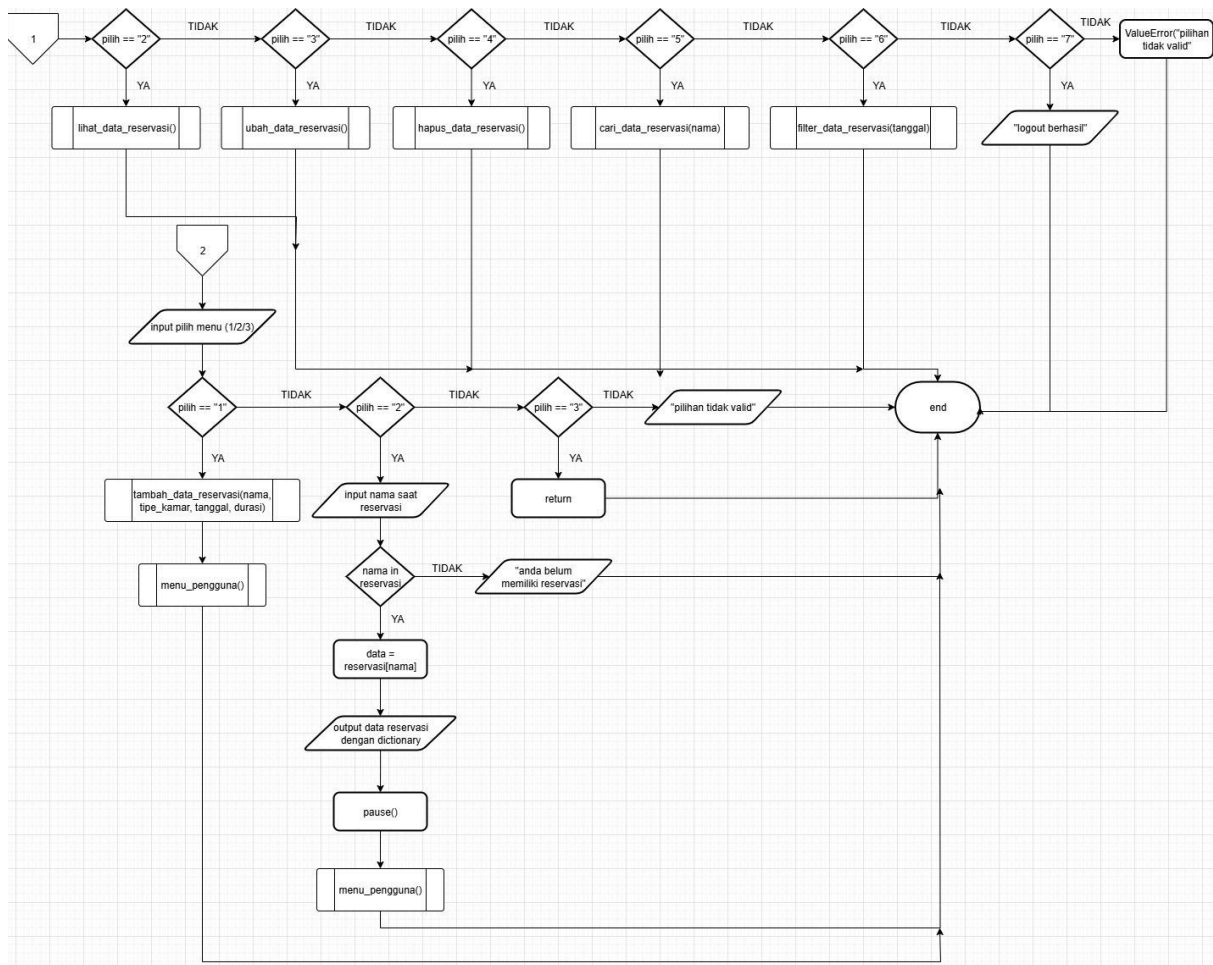 1
pilih == "2"
TIDAK
pilih == "3"
TIDAK
pilih == "4"
TIDAK
pilih == "5"
TIDAK
pilih == "6"
TIDAK
pilih == "7"
TIDAK
ValueError("pilihan
tidak valid"
YA
YA
YA
YA
YA
YA
lihat_data_reservasi()
ubah_data_reservasi()
hapus_data_reservasi()
cari_data_reservasi(nama)
filter_data_reservasi(tanggal)
"logout berhasil"
2
input pilih menu (1/2/3)
pilih == "1"
TIDAK
pilih == "2"
TIDAK
pilih == "3"
TIDAK
"pilihan tidak valid"
end
YA
YA
YA
tambah_data_reservasi(nama,
tipe_kamar, tanggal, durasi)
input nama saat
reservasi
return
menu_pengguna()
nama in
reservasi
TIDAK
"anda belum
memiliki reservasi"
YA
data =
reservasi[nama]
output data reservasi
dengan dictionary
pause()
menu_pengguna()